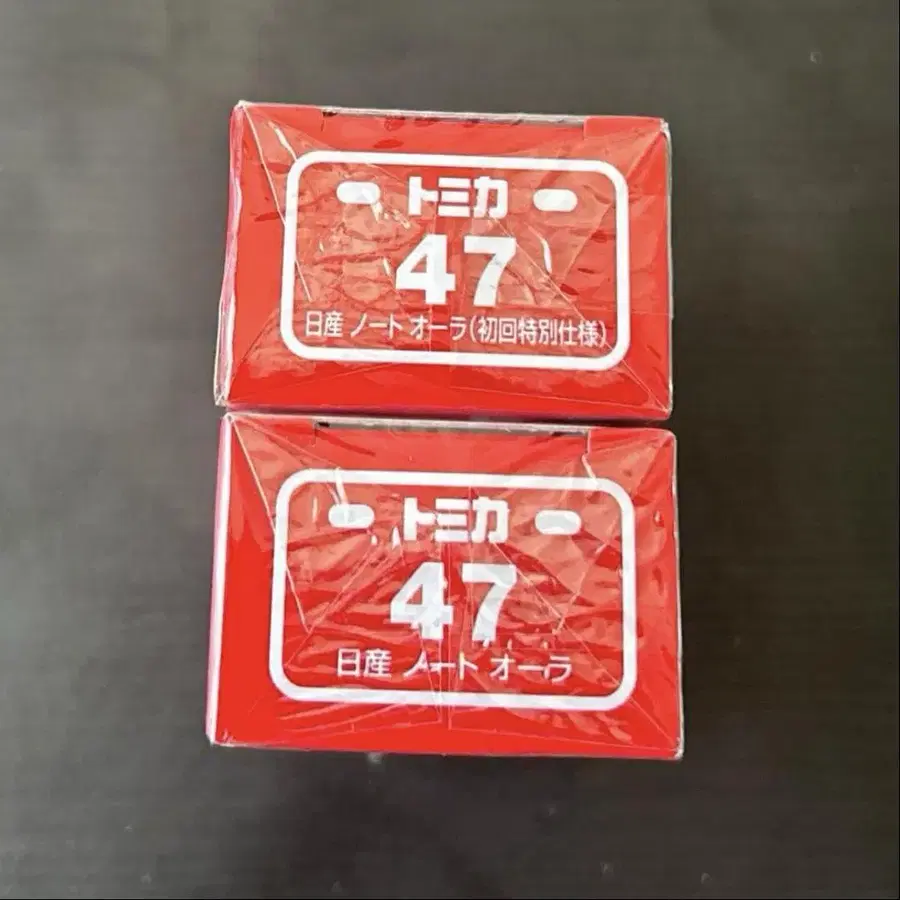 トミカ
47
日産 ノート オーラ(初回特別仕様)
トミカ
47
日産 ノート オーラ